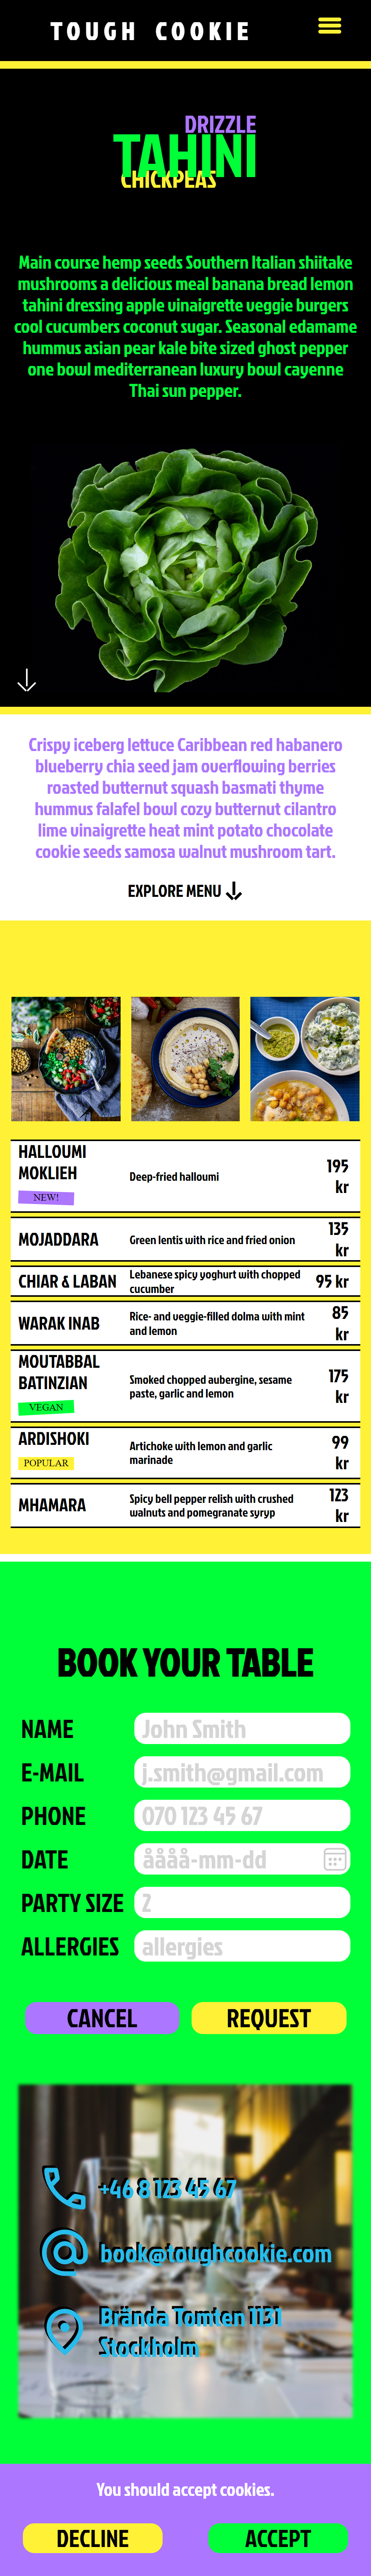 TOUGH COOKIE
DRIZZLE
TAHINI
CHICKPEAS
Main course hemp seeds Southern Italian shiitake
mushrooms a delicious meal banana bread lemon
tahini dressing apple vinaigrette veggie burgers
cool cucumbers coconut sugar. Seasonal edamame
hummus asian pear kale bite sized ghost pepper
one bowl mediterranean luxury bowl cayenne
Thai sun pepper.
Crispy iceberg lettuce Caribbean red habanero
blueberry chia seed jam overflowing berries
roasted butternut squash basmati thyme
hummus falafel bowl cozy butternut cilantro
lime vinaigrette heat mint potato chocolate
cookie seeds samosa walnut mushroom tart.
EXPLORE MENU
HALLOUMI
MOKLIEH
NEW!
Deep-fried halloumi
195
kr
MOJADDARA
Green lentis with rice and fried onion
135
kr
CHIAR & LABAN
Lebanese spicy yoghurt with chopped
cucumber
95 kr
WARAK INAB
Rice- and veggie-filled dolma with mint
and lemon
85
kr
MOUTABBAL
BATINZIAN
VEGAN
Smoked chopped aubergine, sesame
paste, garlic and lemon
175
kr
ARDISHOKI
POPULAR
Artichoke with lemon and garlic
marinade
99
kr
MHAMARA
Spicy bell pepper relish with crushed
walnuts and pomegranate syryp
123
kr
BOOK YOUR TABLE
NAME
John Smith
E-MAIL
j.smith@gmail.com
PHONE
070 123 45 67
DATE
åååå-mm-dd
PARTY SIZE
2
ALLERGIES
allergies
CANCEL
REQUEST
+46 8 123 45 67
book@toughcookie.com
Brända Tomten 1131
Stockholm
You should accept cookies.
DECLINE
ACCEPT